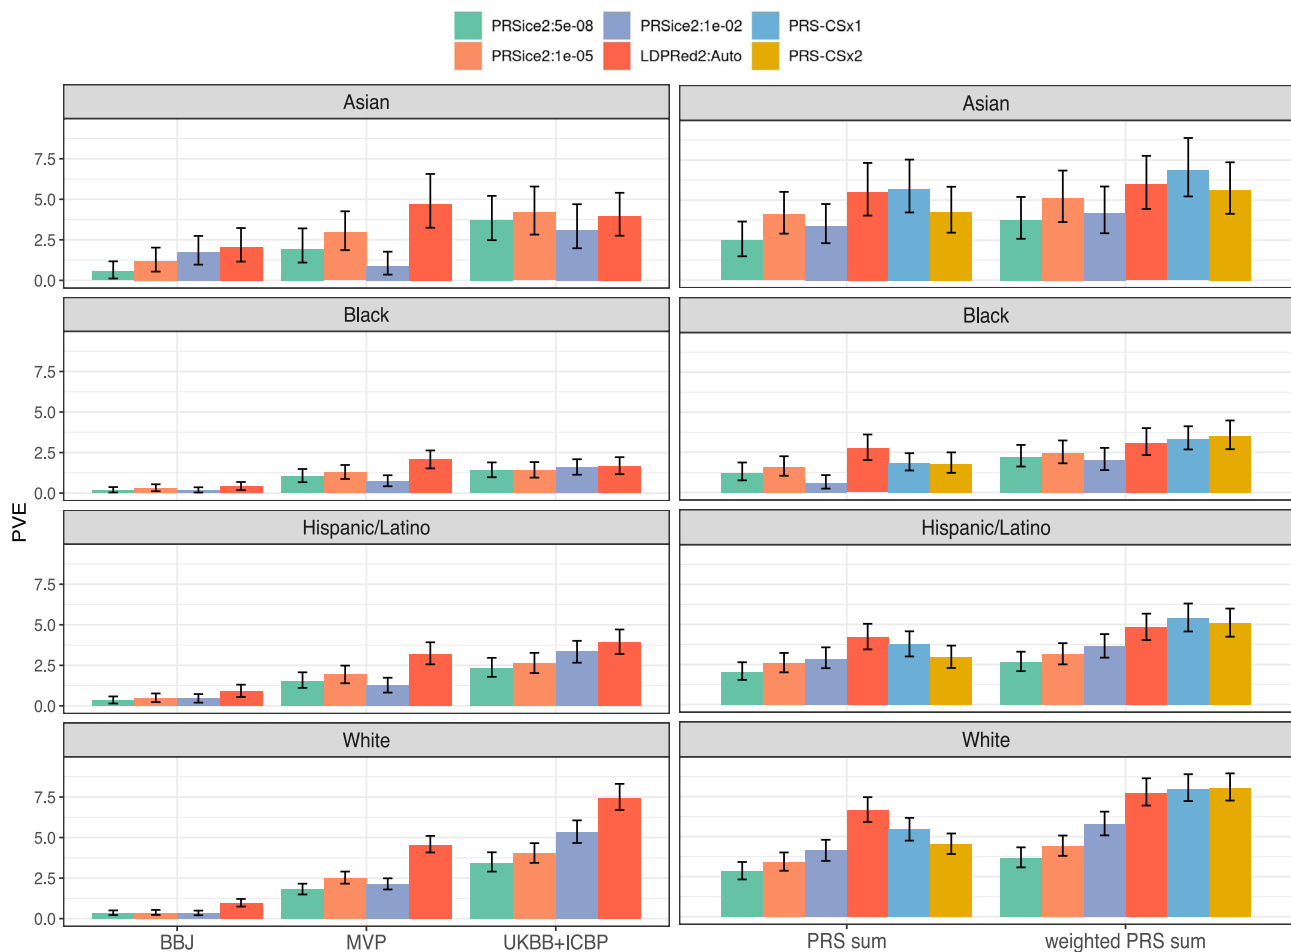 PRSice2:5e-08 PRSice2:1e-02 PRS-CSx1
PRSice2:1e-05 LDPRed2:Auto PRS-CSx2
Asian Asian
7.5
5.0
2.5
0.0
Black Black
7.5
5.0
2.5
0.0
PVE
Hispanic/Latino Hispanic/Latino
7.5
5.0
2.5
0.0
White White
7.5
5.0
2.5
0.0
BBJ MVP UKBB+ICBP PRS sum weighted PRS sum